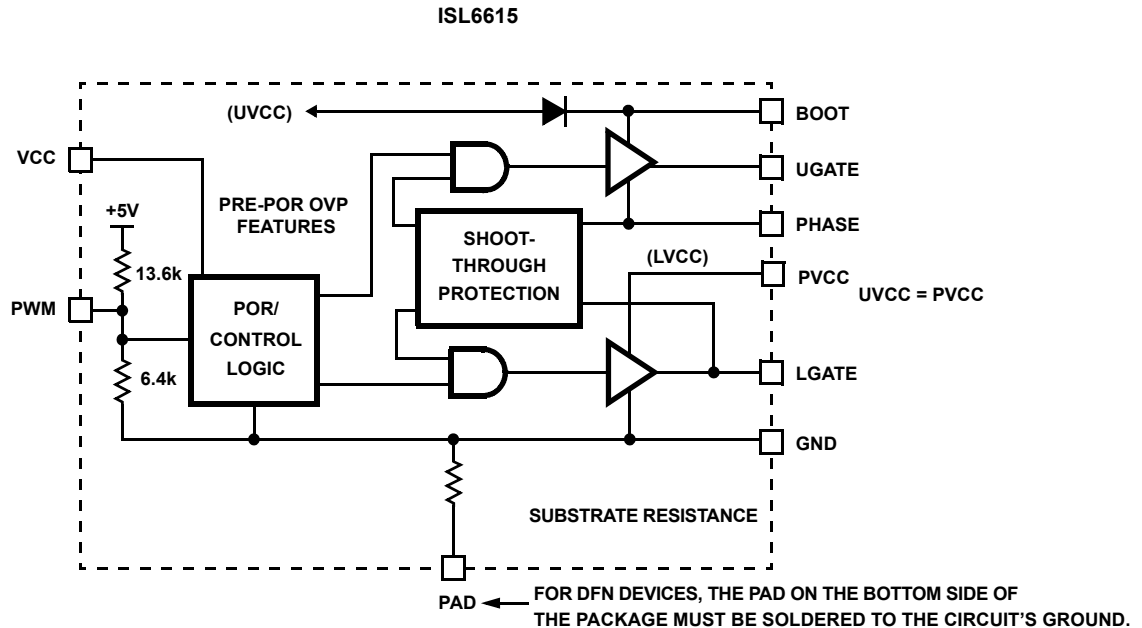 ISL6615
(UVCC)
BOOT
VCC
UGATE
+5V
PRE-POR OVP
FEATURES
PHASE
SHOOT-
THROUGH
PROTECTION
(LVCC)
PVCC
UVCC = PVCC
13.6k
PWM
POR/
CONTROL
LOGIC
6.4k
LGATE
GND
SUBSTRATE RESISTANCE
PAD
FOR DFN DEVICES, THE PAD ON THE BOTTOM SIDE OF
THE PACKAGE MUST BE SOLDERED TO THE CIRCUIT'S GROUND.